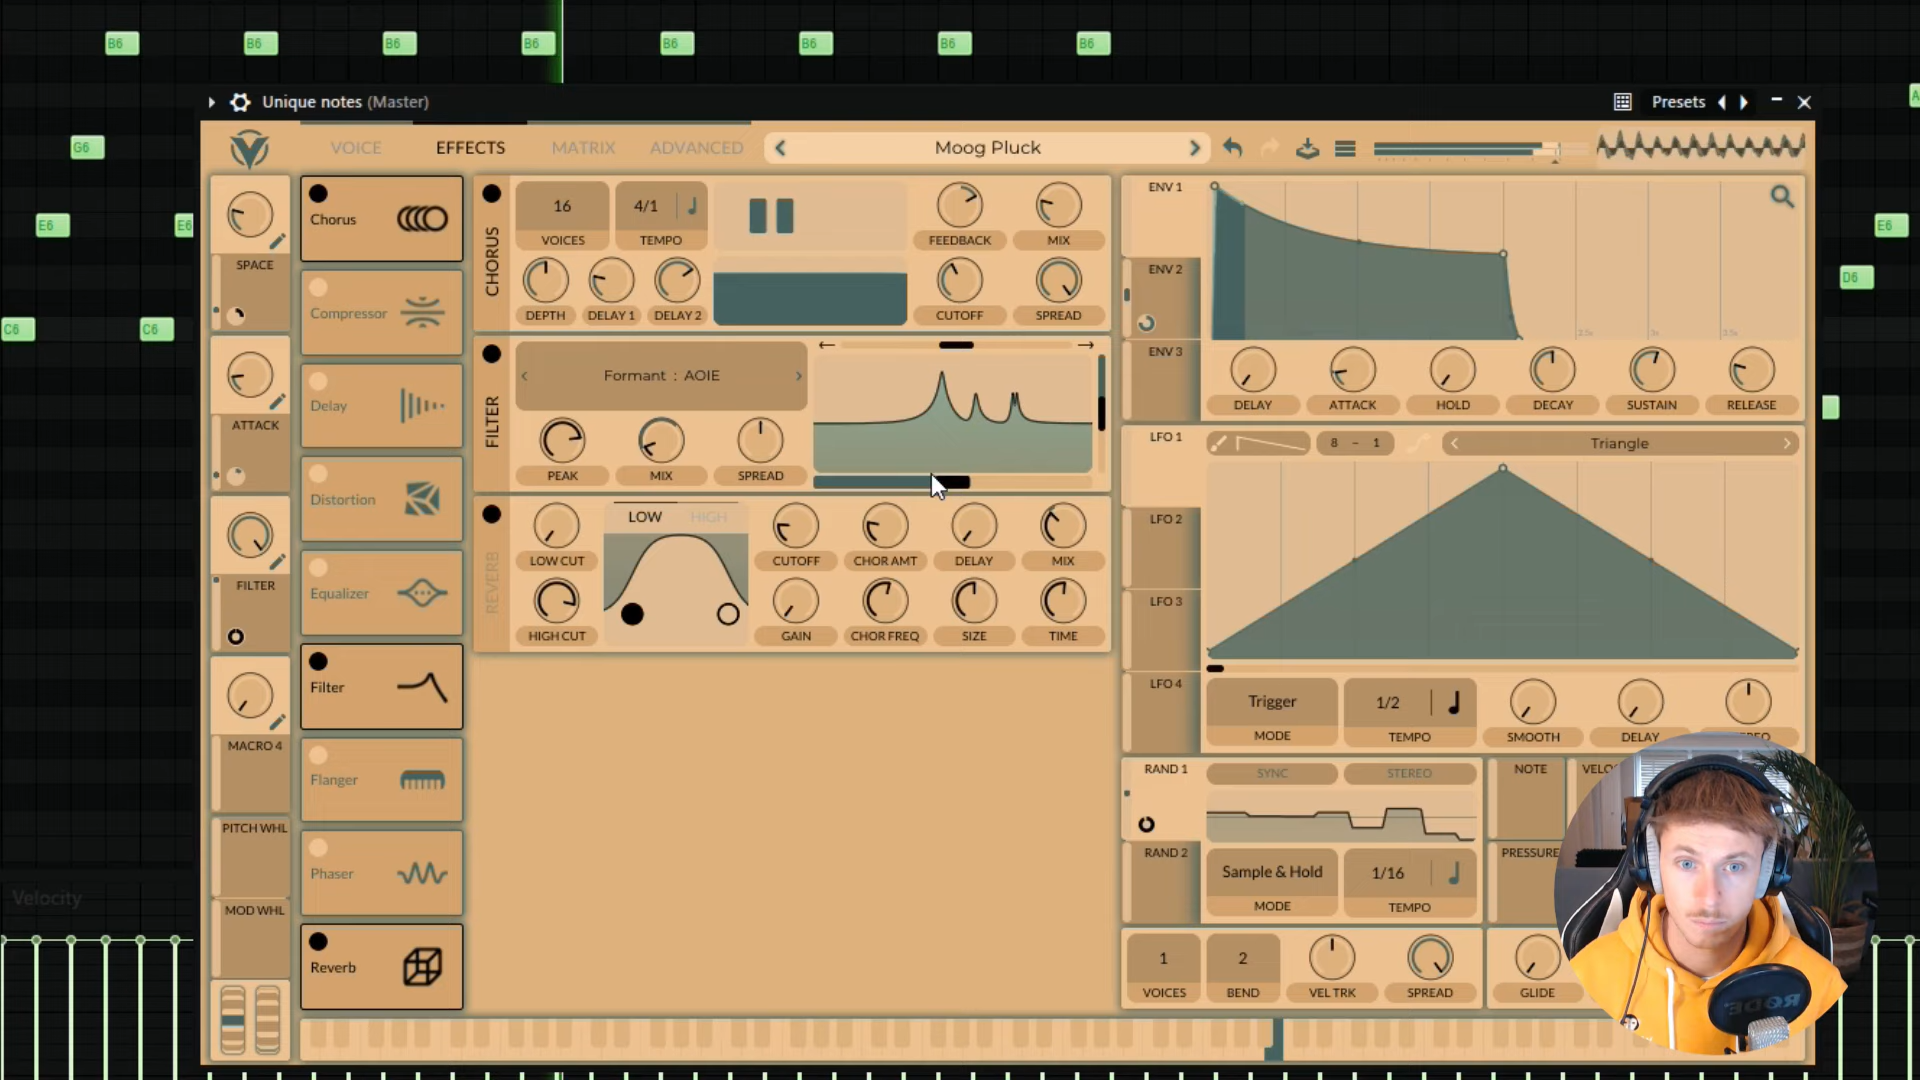 B6 B6 B6 B6 B6 B6 B6 B6
Unique notes (Master) Presets
G6
VOICE EFFECTS MATRIX ADVANCED Moog Pluck
E6 E6 E6
D6
C6 C6
SPACE
ATTACK
FILTER
MACRO 4
PITCH WHL
MOD WHL
Chorus
Compressor
Delay
Distortion
Equalizer
Filter
Flanger
Phaser
Reverb
CHORUS
16 4/1
VOICES TEMPO FEEDBACK MIX
DEPTH DELAY 1 DELAY 2 CUTOFF SPREAD
FILTER
Formant : AOIE
PEAK MIX SPREAD
REVERB
LOW HIGH
LOW CUT CUTOFF CHOR AMT DELAY MIX
HIGH CUT GAIN CHOR FREQ SIZE TIME
ENV 1
ENV 2
ENV 3
DELAY ATTACK HOLD DECAY SUSTAIN RELEASE
LFO 1 8 - 1 Triangle
LFO 2
LFO 3
LFO 4
Trigger 1/2
MODE TEMPO SMOOTH DELAY
RAND 1 SYNC STEREO NOTE
RAND 2 PRESSURE
Sample & Hold 1/16
MODE TEMPO
1 2
VOICES BEND VEL TRK SPREAD GLIDE
Velocity
RODE